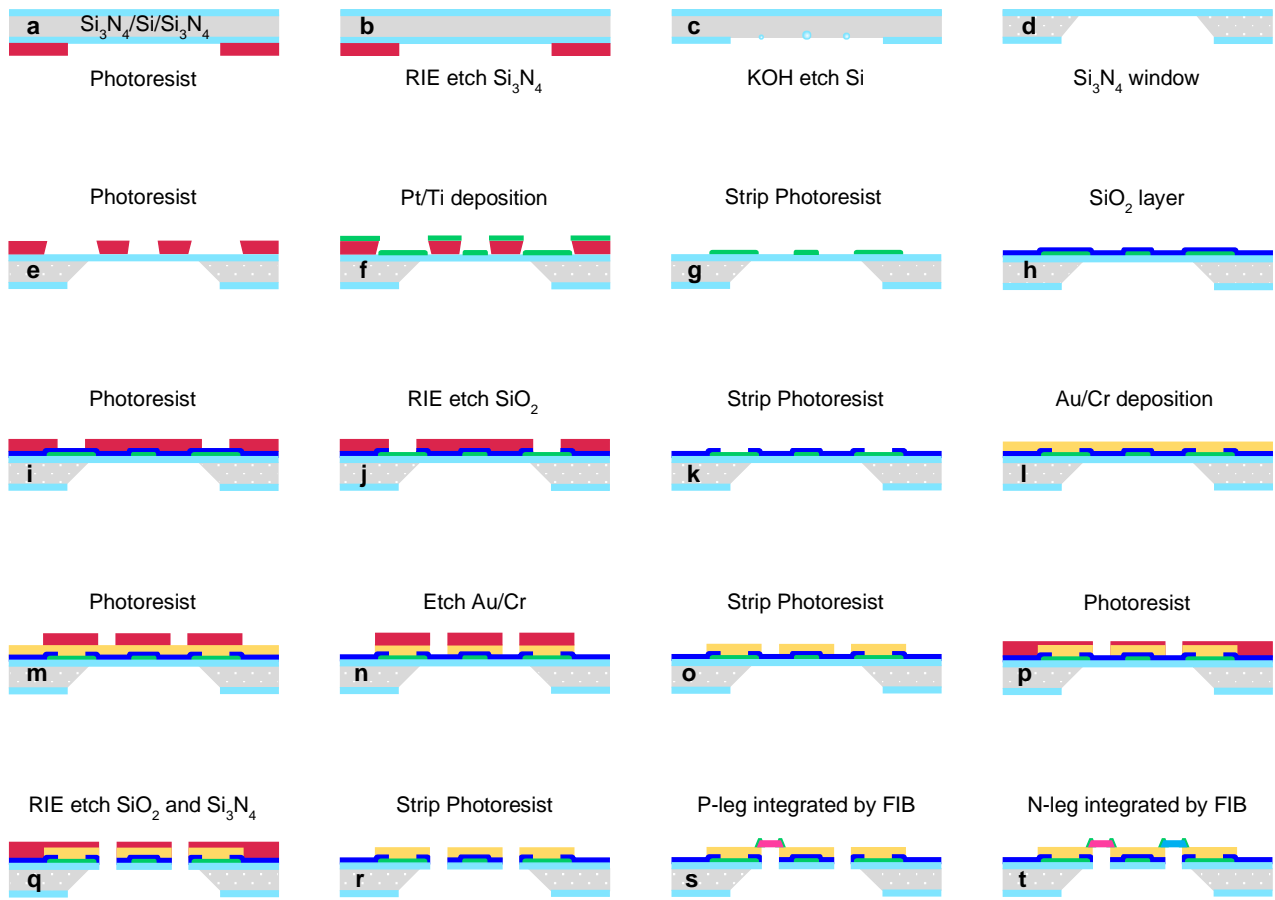 a Si₃N₄/Si/Si₃N₄
Photoresist
b
RIE etch Si₃N₄
c
KOH etch Si
d
Si₃N₄ window
Photoresist
e
Pt/Ti deposition
f
Strip Photoresist
g
SiO₂ layer
h
Photoresist
i
RIE etch SiO₂
j
Strip Photoresist
k
Au/Cr deposition
l
Photoresist
m
Etch Au/Cr
n
Strip Photoresist
o
Photoresist
p
RIE etch SiO₂ and Si₃N₄
q
Strip Photoresist
r
P-leg integrated by FIB
s
N-leg integrated by FIB
t